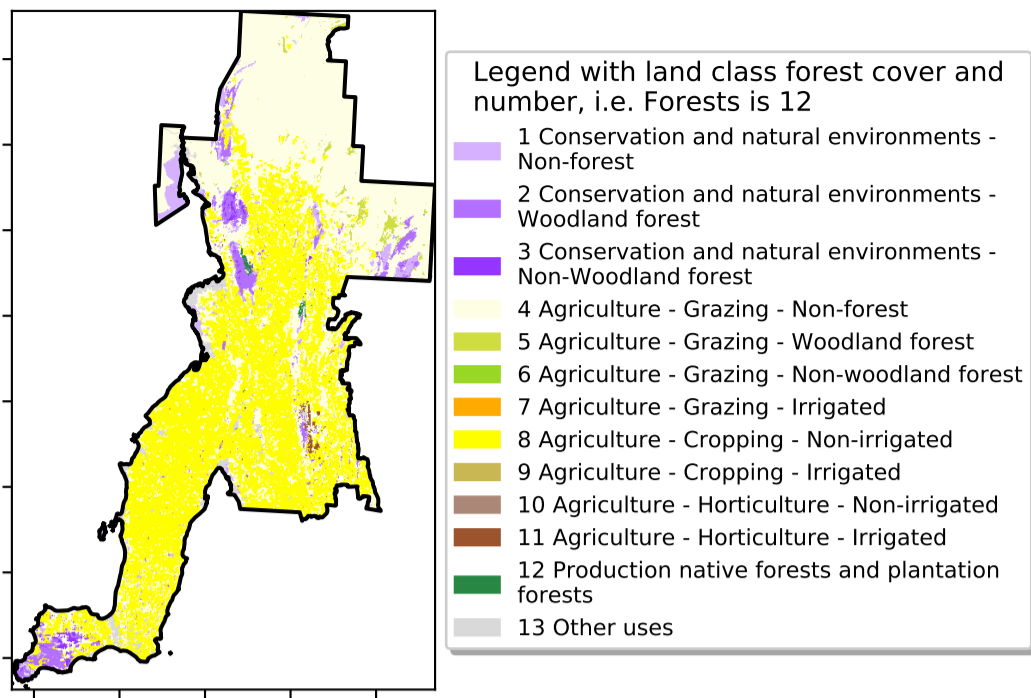 Legend with land class forest cover and
number, i.e. Forests is 12
1 Conservation and natural environments -
Non-forest
2 Conservation and natural environments -
Woodland forest
3 Conservation and natural environments -
Non-Woodland forest
4 Agriculture - Grazing - Non-forest
5 Agriculture - Grazing - Woodland forest
6 Agriculture - Grazing - Non-woodland forest
7 Agriculture - Grazing - Irrigated
8 Agriculture - Cropping - Non-irrigated
9 Agriculture - Cropping - Irrigated
10 Agriculture - Horticulture - Non-irrigated
11 Agriculture - Horticulture - Irrigated
12 Production native forests and plantation
forests
13 Other uses